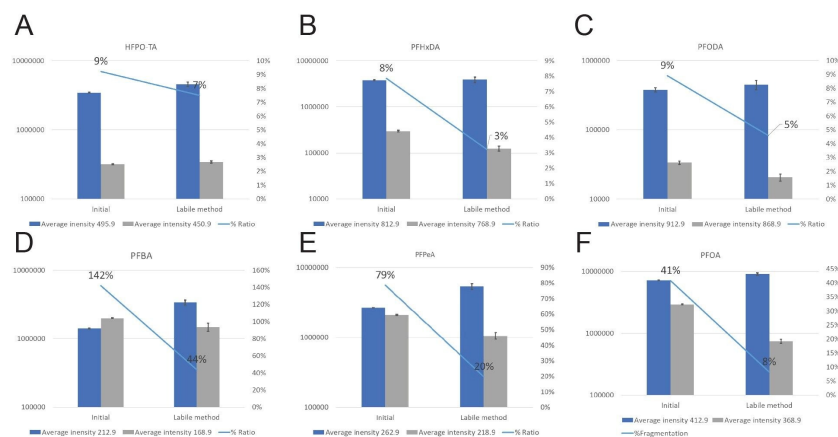 A
HFPO-TA
10000000
1000000
100000
10%
9%
8%
7%
6%
5%
4%
3%
2%
1%
0%
9%
7%
Initial
Labile method
Average inensity 495.9
Average intensity 450.9
% Ratio
B
PFHxDA
10000000
1000000
100000
10000
9%
8%
7%
6%
5%
4%
3%
2%
1%
0%
8%
3%
Initial
Labile method
Average inensity 812.9
Average intensity 768.9
% Ratio
C
PFODA
1000000
100000
10000
10%
9%
8%
7%
6%
5%
4%
3%
2%
1%
0%
9%
5%
Initial
Labile method
Average inensity 912.9
Average intensity 868.9
% Ratio
D
PFBA
10000000
1000000
100000
160%
140%
120%
100%
80%
60%
40%
20%
0%
142%
44%
Initial
Labile method
Average inensity 212.9
Average intensity 168.9
% Ratio
E
PFPeA
10000000
1000000
100000
90%
80%
70%
60%
50%
40%
30%
20%
10%
0%
79%
20%
Initial
Labile method
Average inensity 262.9
Average intensity 218.9
% Ratio
F
PFOA
10000000
1000000
100000
45%
40%
35%
30%
25%
20%
15%
10%
5%
0%
41%
8%
Initial
Labile method
Average inensity 412.9
Average intensity 368.9
%Fragmentation